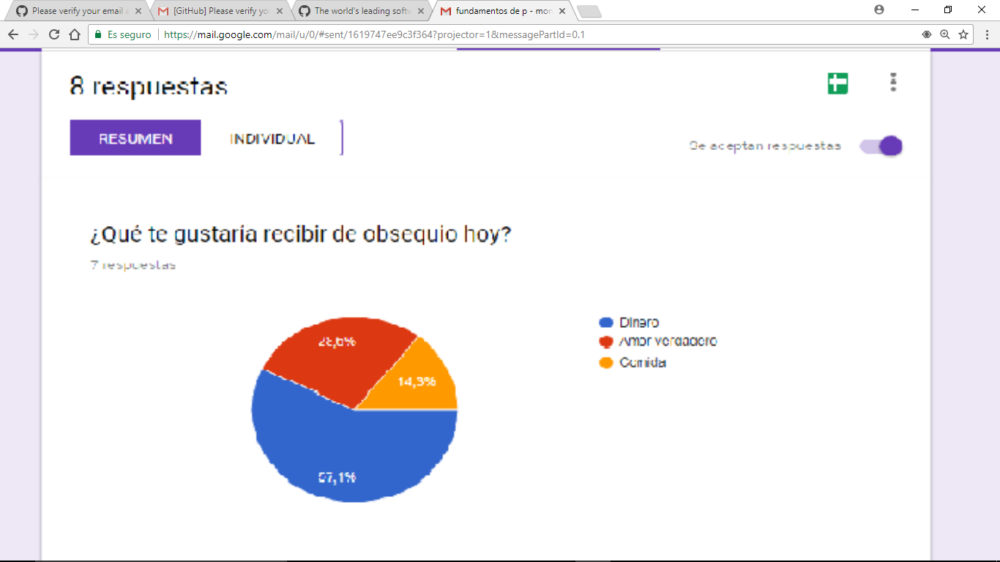 Please verify your email a
[GitHub] Please verify yo
The world's leading softw
fundamentos de p - mon
Es seguro
https://mail.google.com/mail/u/0/#sent/1619747ee9c3f364?projector=1&messagePartId=0.1
8 respuestas
RESUMEN
INDIVIDUAL
Se aceptan respuestas
¿Qué te gustaría recibir de obsequio hoy?
7 respuestas
Dinero
Amor verdadero
Comida
28,6%
14,3%
57,1%